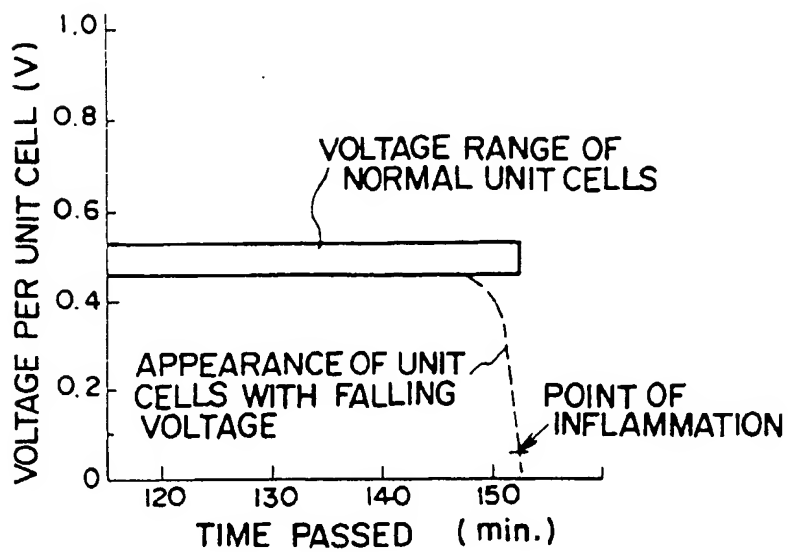 VOLTAGE PER UNIT CELL (V)
1.0
0.8
0.6
0.4
0.2
0
VOLTAGE RANGE OF
NORMAL UNIT CELLS
APPEARANCE OF UNIT
CELLS WITH FALLING
VOLTAGE
POINT OF
INFLAMMATION
120 130 140 150
TIME PASSED (min.)